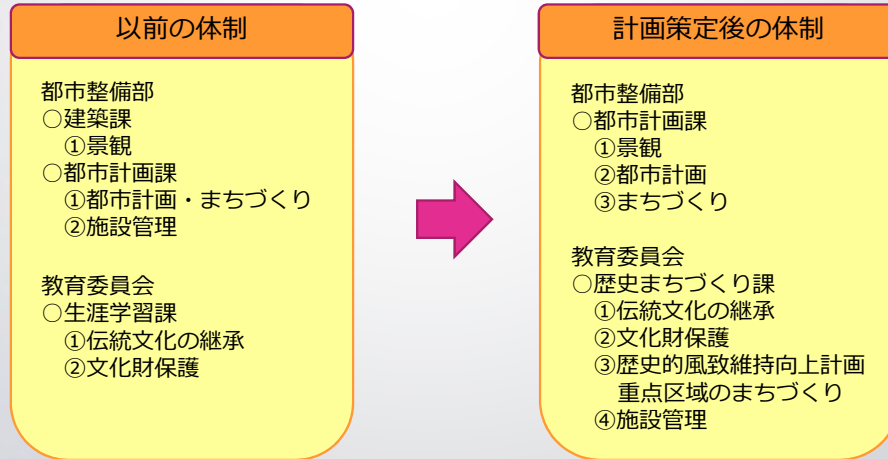 以前の体制
都市整備部
○建築課
①景観
○都市計画課
①都市計画・まちづくり
②施設管理
教育委員会
○生涯学習課
①伝統文化の継承
②文化財保護
計画策定後の体制
都市整備部
○都市計画課
①景観
②都市計画
③まちづくり
教育委員会
○歴史まちづくり課
①伝統文化の継承
②文化財保護
③歴史的風致維持向上計画
重点区域のまちづくり
④施設管理